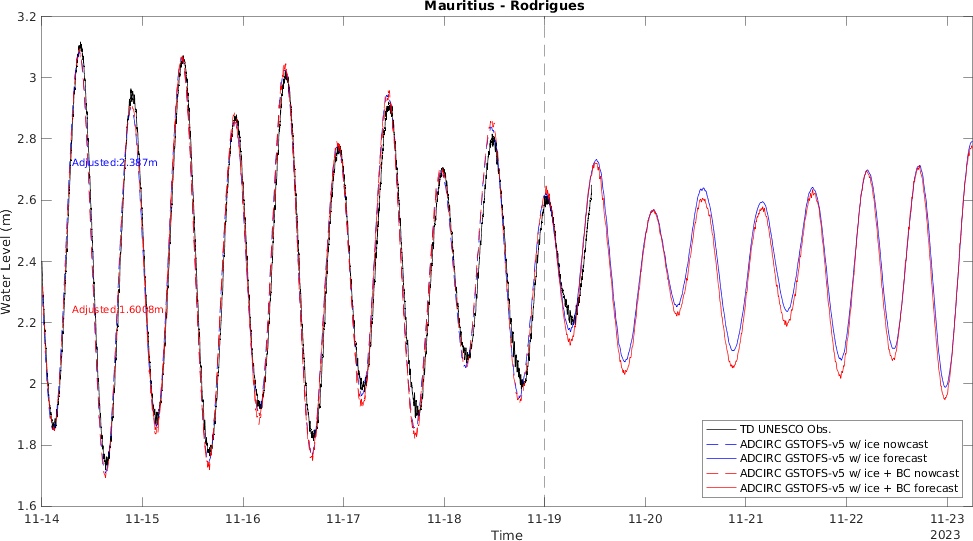 Mauritius - Rodrigues
3.2
3
2.8
2.6
2.4
2.2
2
1.8
1.6
Water Level (m)
Adjusted:2.387m
Adjusted:1.6008m
TD UNESCO Obs.
ADCIRC GSTOFS-v5 w/ ice nowcast
ADCIRC GSTOFS-v5 w/ ice forecast
ADCIRC GSTOFS-v5 w/ ice + BC nowcast
ADCIRC GSTOFS-v5 w/ ice + BC forecast
11-14 11-15 11-16 11-17 11-18 11-19 11-20 11-21 11-22 11-23
Time
2023